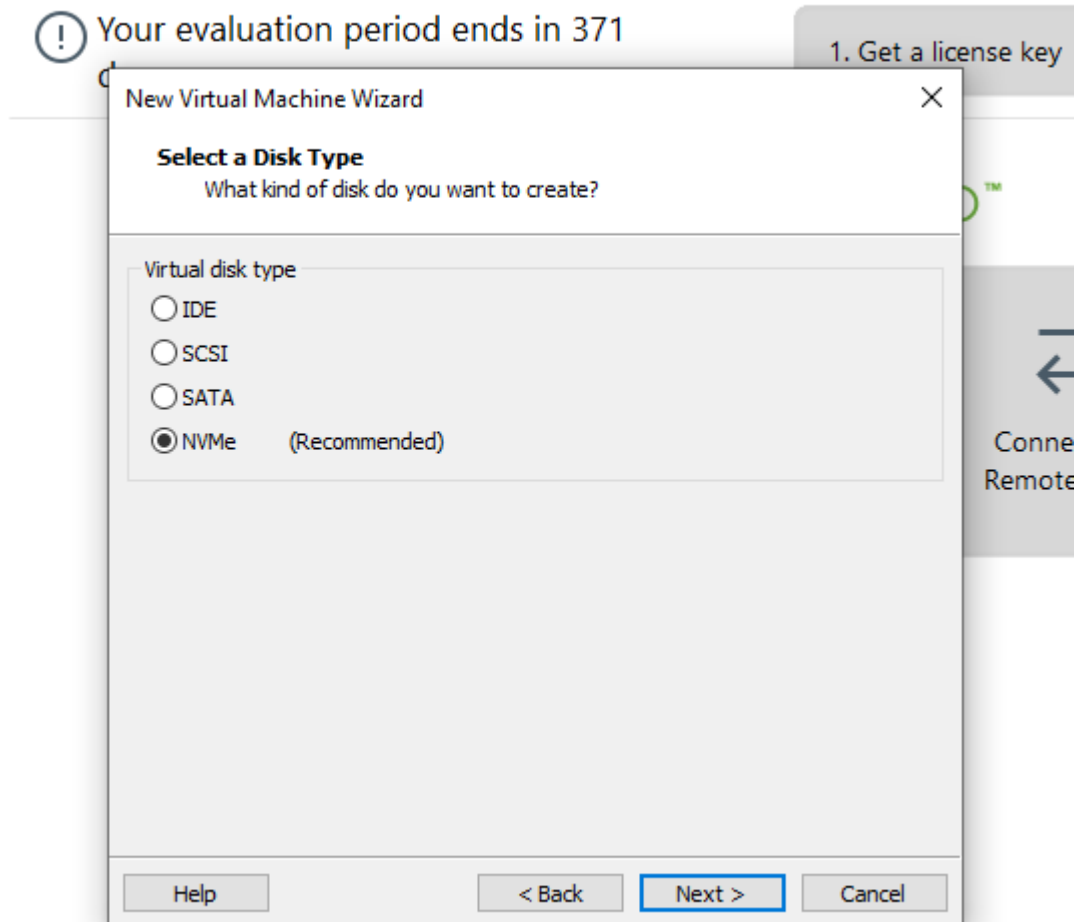 Your evaluation period ends in 371
1. Get a license key
New Virtual Machine Wizard
Select a Disk Type
What kind of disk do you want to create?
TM
Virtual disk type
IDE
SCSI
SATA
NVMe (Recommended)
Help
< Back
Next >
Cancel